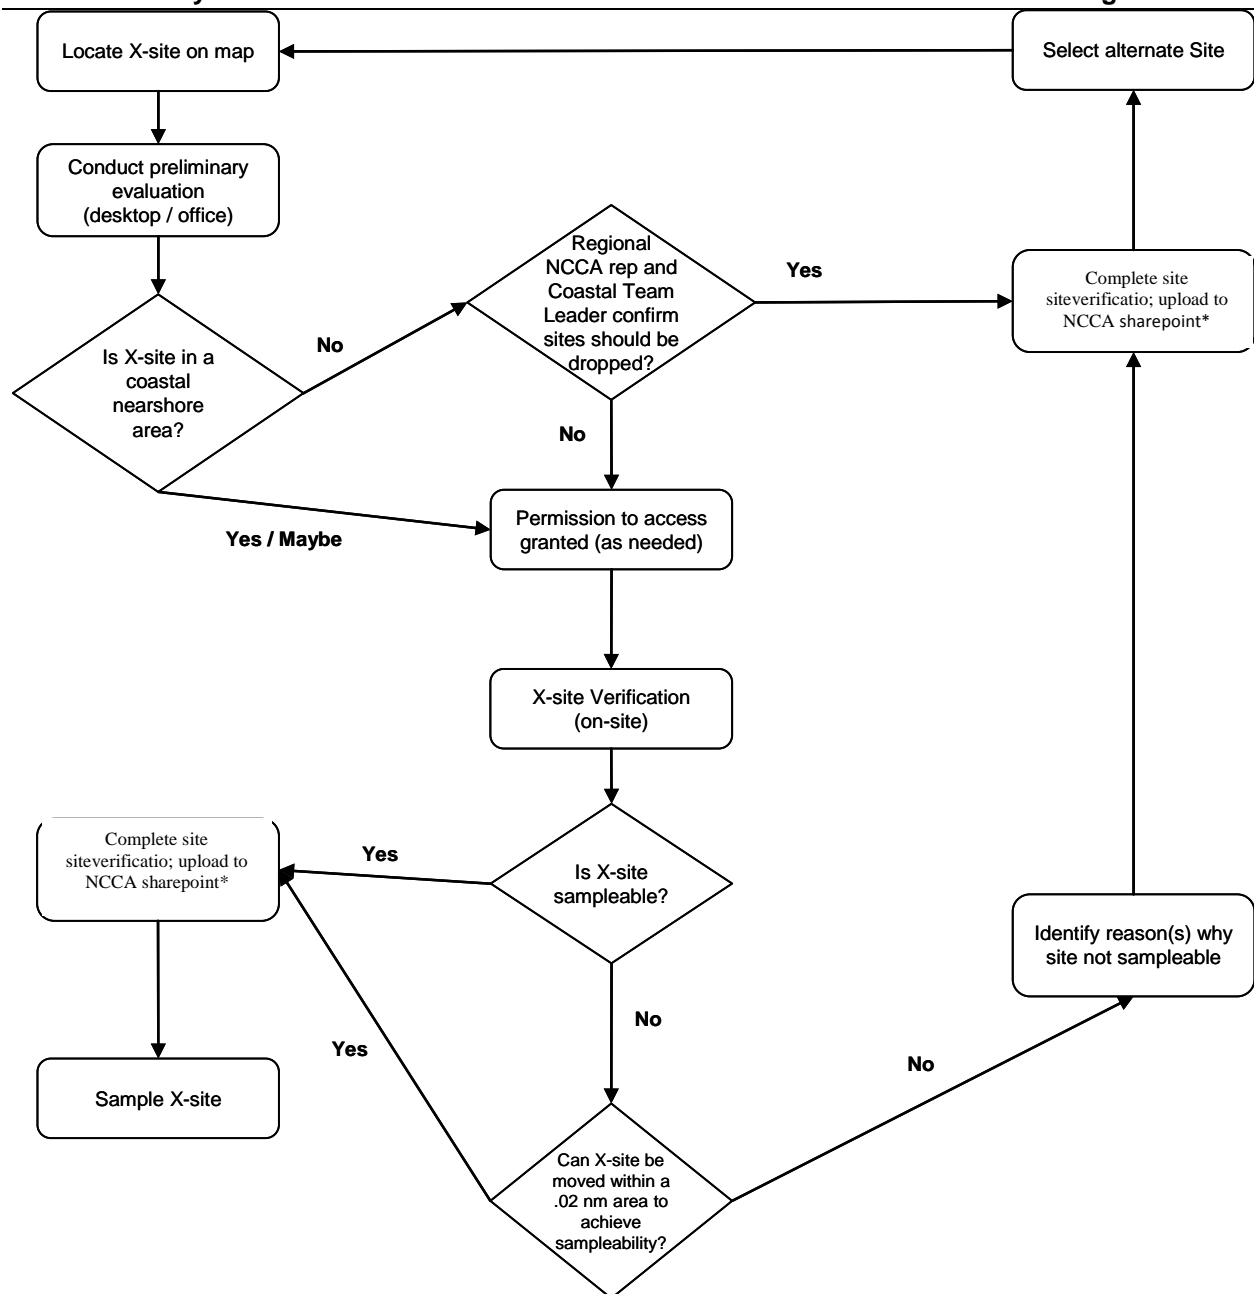 Locate X-site on map
Select alternate Site
Conduct preliminary
evaluation
(desktop / office)
Regional
NCCA rep and
Coastal Team
Leader confirm
sites should be
dropped?
Yes
Complete site
siteverificatio; upload to
NCCA sharepoint*
No
Is X-site in a
coastal
nearshore
area?
No
Yes / Maybe
Permission to access
granted (as needed)
X-site Verification
(on-site)
Complete site
siteverificatio; upload to
NCCA sharepoint*
Yes
Is X-site
sampleable?
Identify reason(s) why
site not sampleable
No
Yes
No
Sample X-site
Can X-site be
moved within a
.02 nm area to
achieve
sampleability?